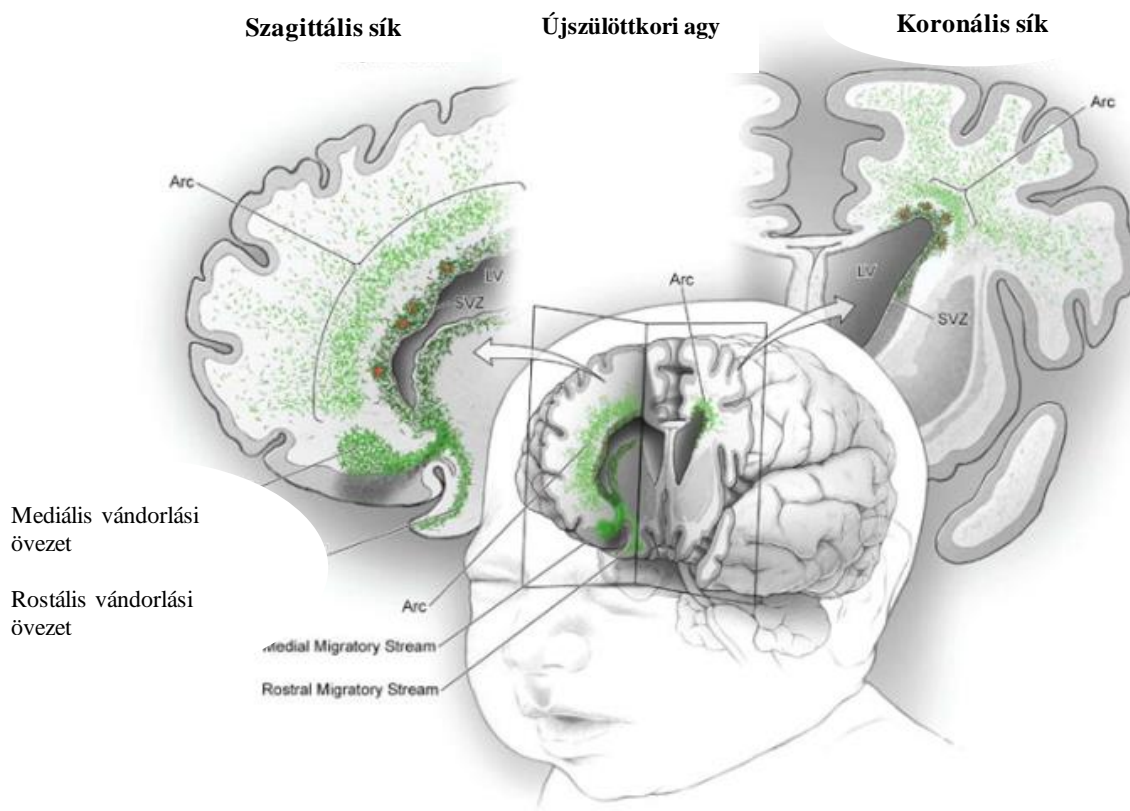 Szagittális sík
Újszülöttkori agy
Koronális sík
Arc
Arc
LV
SVZ
Arc
LV
SVZ
Mediális vándorlási
övezet
Rostális vándorlási
övezet
Arc
Medial Migratory Stream
Rostral Migratory Stream